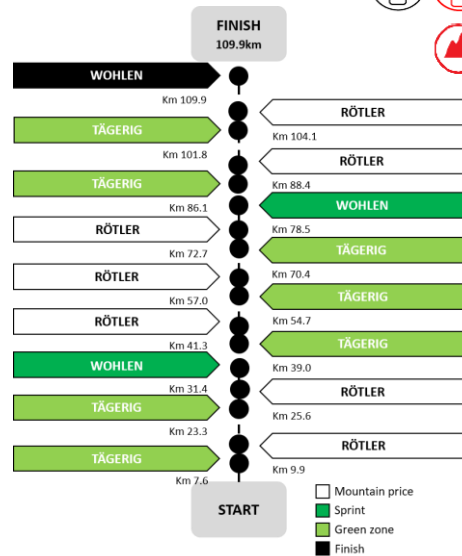 FINISH
109.9km
WOHLEN
Km 109.9
RÖTLER
Km 104.1
TÄGERIG
Km 101.8
RÖTLER
Km 88.4
TÄGERIG
Km 86.1
WOHLEN
Km 78.5
RÖTLER
Km 72.7
TÄGERIG
Km 70.4
RÖTLER
Km 57.0
TÄGERIG
Km 54.7
RÖTLER
Km 41.3
TÄGERIG
Km 39.0
WOHLEN
Km 31.4
RÖTLER
Km 25.6
TÄGERIG
Km 23.3
RÖTLER
Km 9.9
TÄGERIG
Km 7.6
START
Mountain price
Sprint
Green zone
Finish